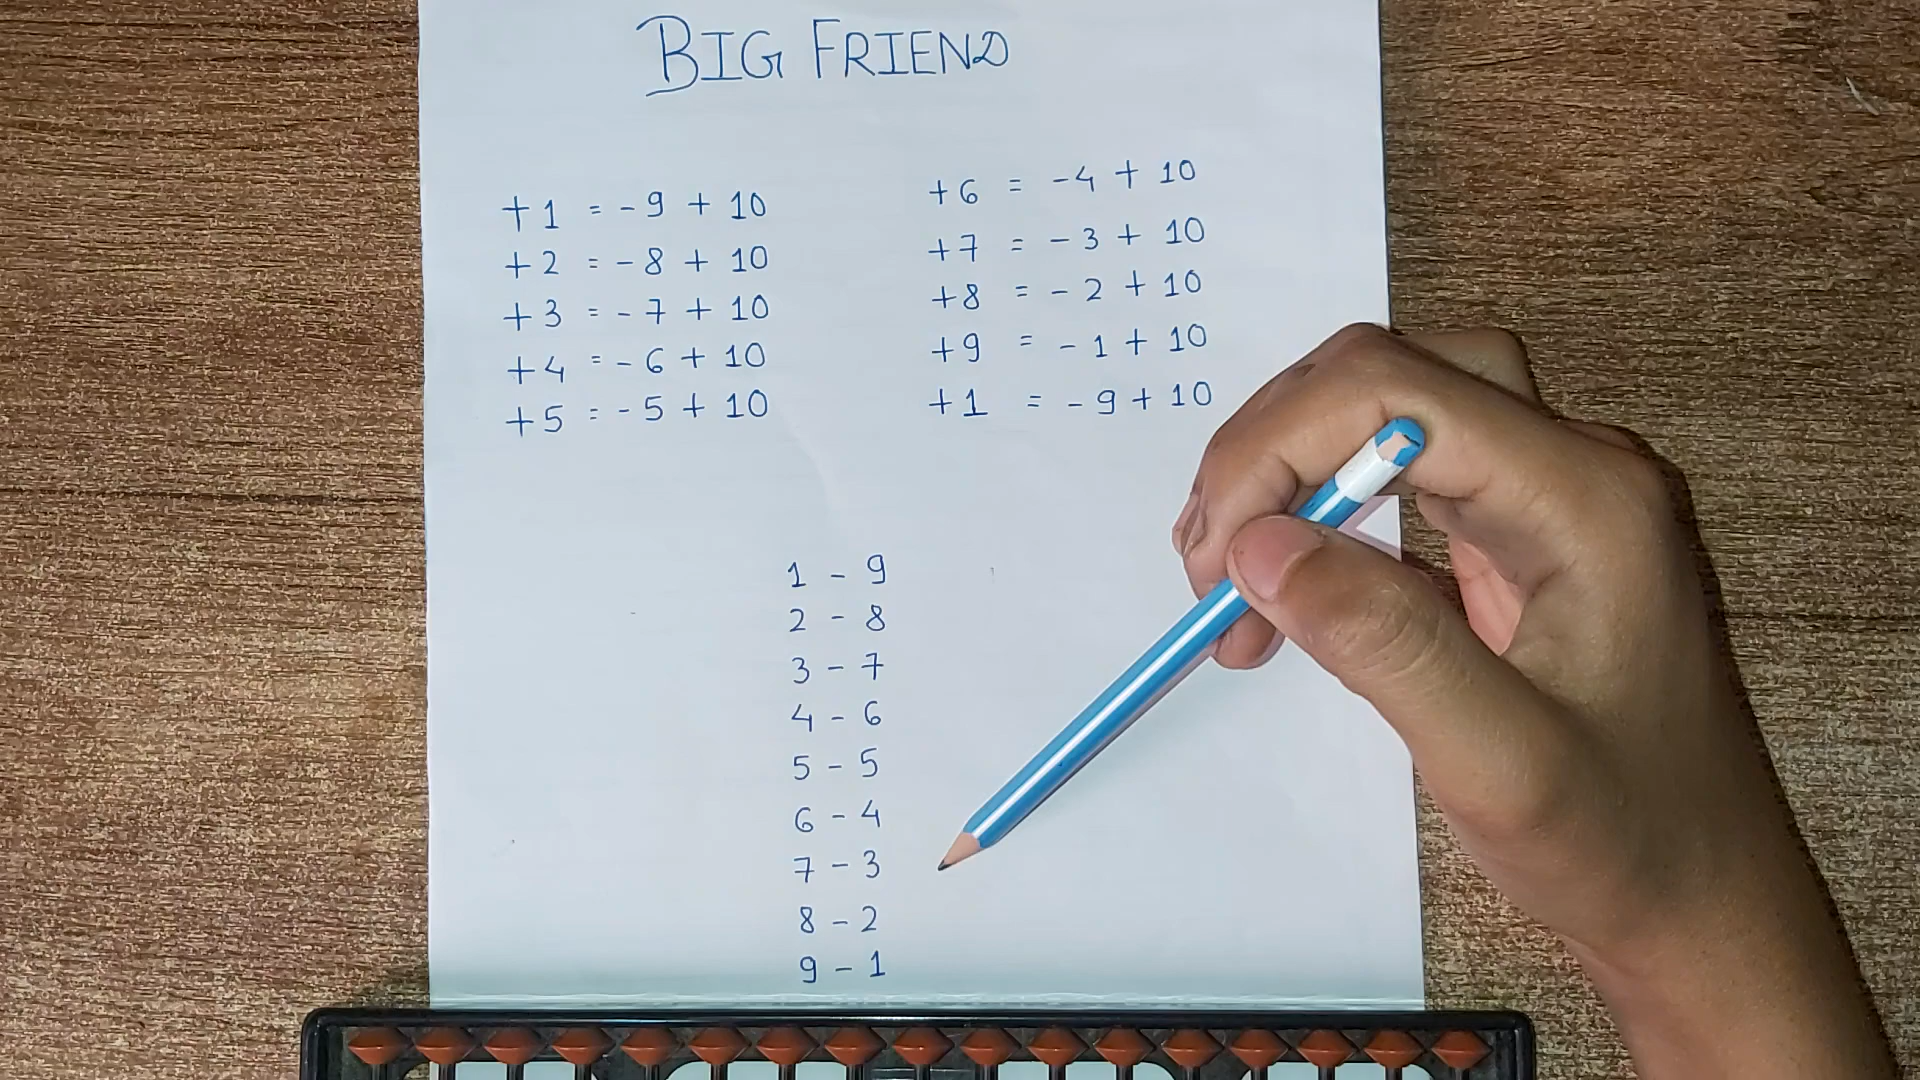 BIG FRIEND
+1 = -9 + 10
+2 = -8 + 10
+3 = -7 + 10
+4 = -6 + 10
+5 = -5 + 10
+6 = -4 + 10
+7 = -3 + 10
+8 = -2 + 10
+9 = -1 + 10
+1 = -9 + 10
1 - 9
2 - 8
3 - 7
4 - 6
5 - 5
6 - 4
7 - 3
8 - 2
9 - 1